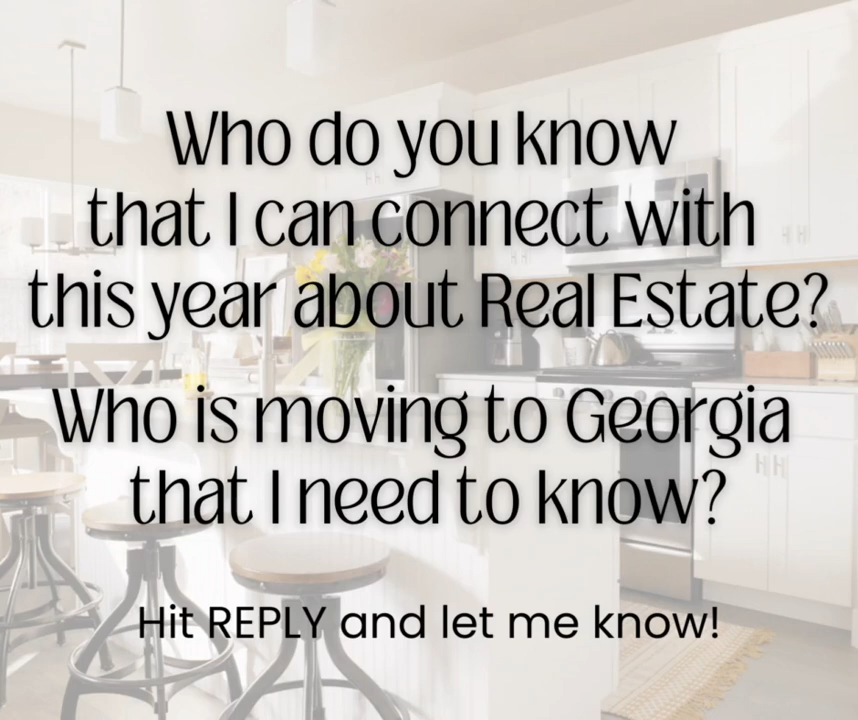 Who do you know
that I can connect with
this year about Real Estate?
Who is moving to Georgia
that I need to know?
Hit REPLY and let me know!